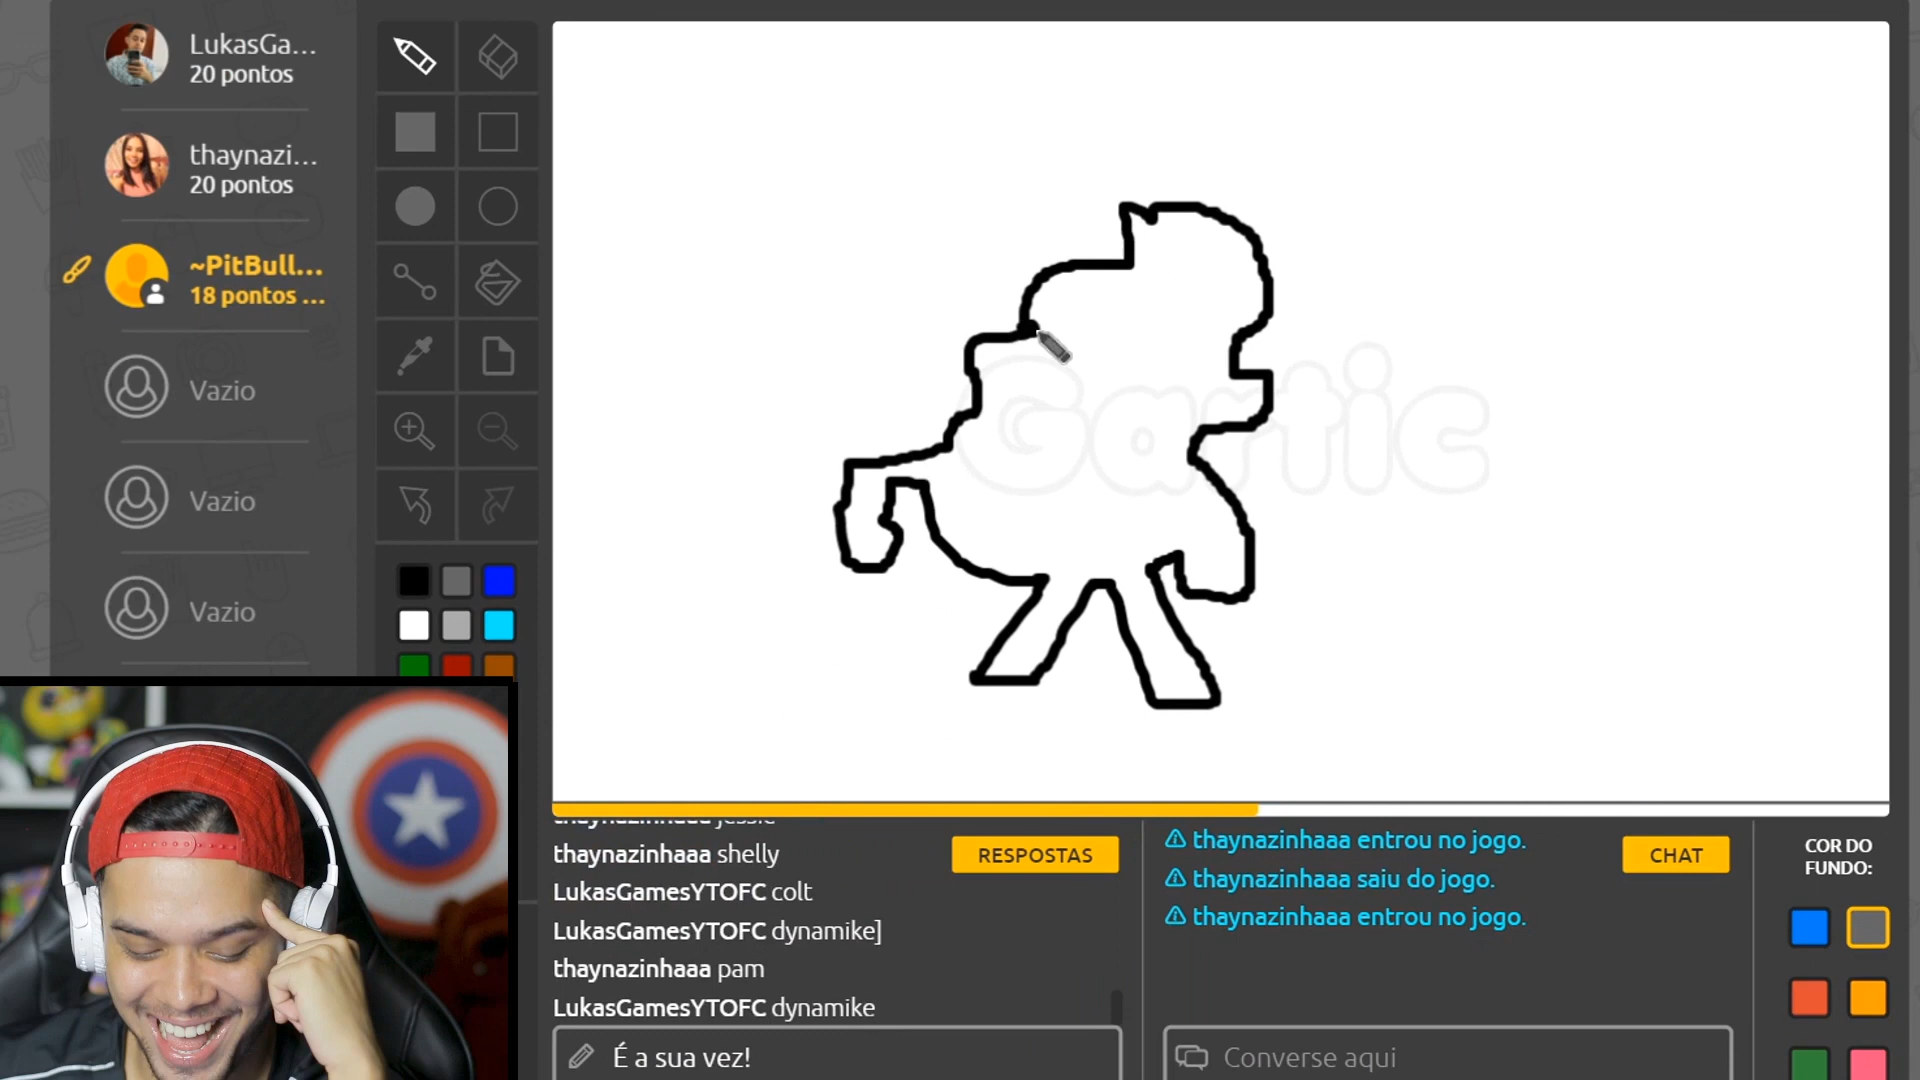 LukasGa...
20 pontos
thaynazi...
20 pontos
~PitBull...
18 pontos ...
Vazio
Vazio
Vazio
Gartic
thaynazinhaaa jessie
thaynazinhaaa shelly
LukasGamesYTOFC colt
LukasGamesYTOFC dynamike]
thaynazinhaaa pam
LukasGamesYTOFC dynamike
RESPOSTAS
É a sua vez!
thaynazinhaaa entrou no jogo.
thaynazinhaaa saiu do jogo.
thaynazinhaaa entrou no jogo.
CHAT
Converse aqui
COR DO
FUNDO: